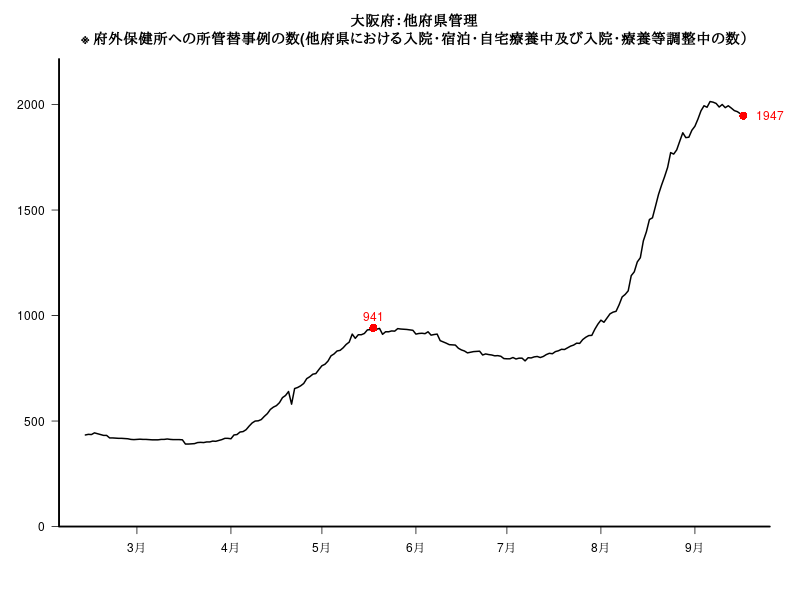 大阪府：他府県管理
※ 府外保健所への所管替事例の数(他府県における入院・宿泊・自宅療養中及び入院・療養等調整中の数）
2000
1947
1500
1000
941
500
0
3月
4月
5月
6月
7月
8月
9月